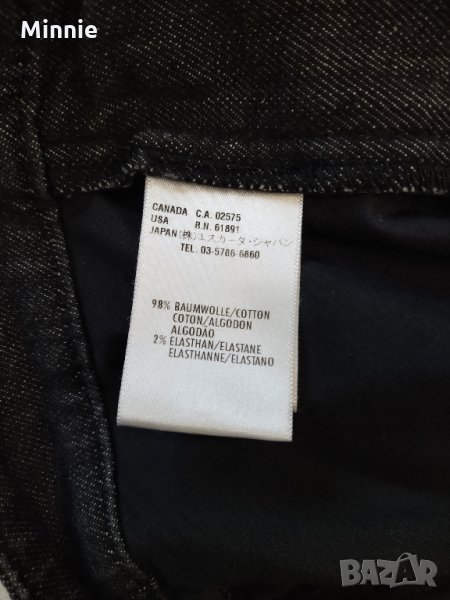 Minnie
CANADA C.A. 02575
USA R.N. 61891
JAPAN (株)エスカーダ・ジャパン
TEL. 03-5786-6860
98% BAUMWOLLE/COTTON
COTON/ALGODON
ALGODÃO
2% ELASTHAN/ELASTANE
ELASTHANNE/ELASTANO
BAZAR